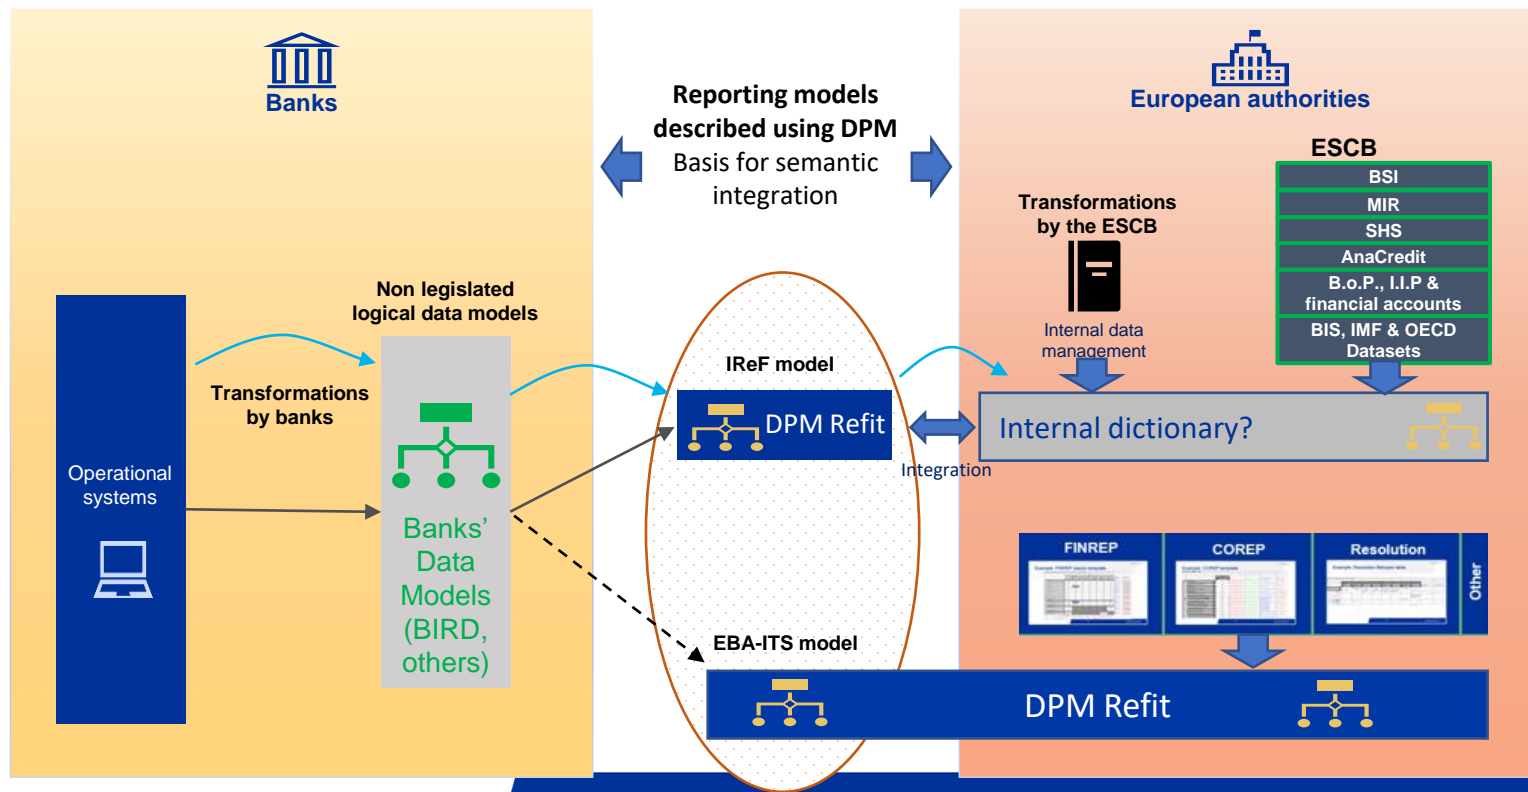 Banks
Reporting models
described using DPM
Basis for semantic
integration
European authorities
ESCB
BSI
MIR
SHS
AnaCredit
B.o.P., I.I.P &
financial accounts
BIS, IMF & OECD
Datasets
Transformations
by the ESCB
Internal data
management
Non legislated
logical data models
Transformations
by banks
Operational
systems
Banks’
Data
Models
(BIRD,
others)
IReF model
DPM Refit
Integration
Internal dictionary?
FINREP
COREP
Resolution
Other
EBA-ITS model
DPM Refit